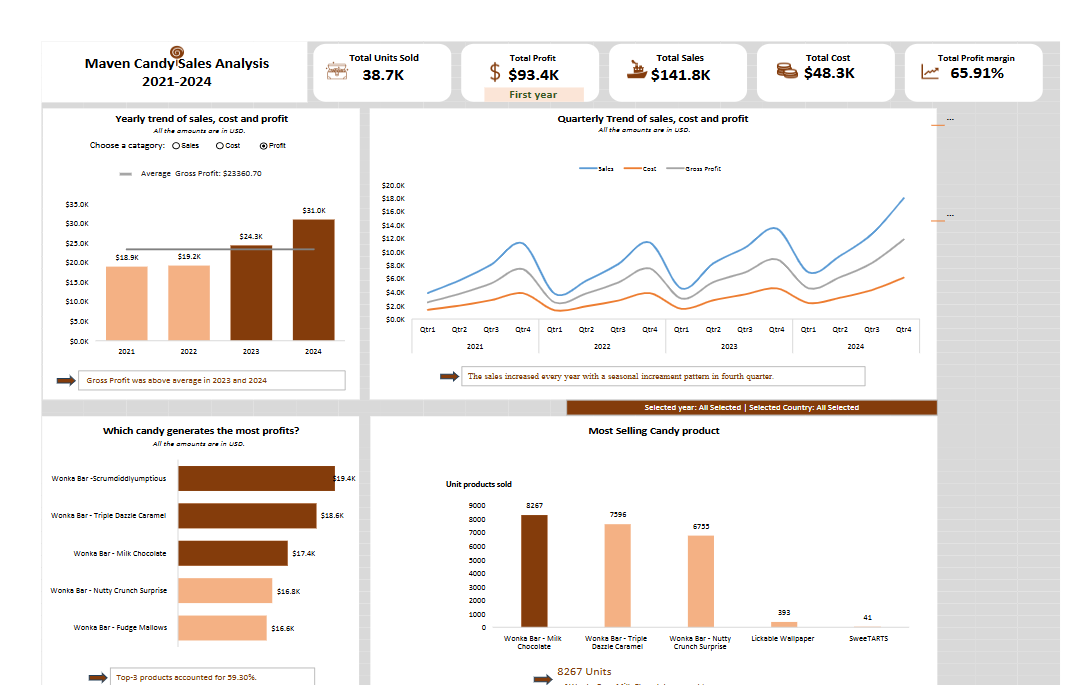 Maven Candy Sales Analysis
2021-2024
Total Units Sold
38.7K
Total Profit
$93.4K
First year
Total Sales
$141.8K
Total Cost
$48.3K
Total Profit margin
65.91%
Yearly trend of sales, cost and profit
All the amounts are in USD.
Choose a catagory: Sales Cost Profit
Average Gross Profit: $23360.70
$35.0K
$30.0K
$25.0K
$20.0K
$15.0K
$10.0K
$5.0K
$0.0K
$18.9K
$19.2K
$24.3K
$31.0K
2021 2022 2023 2024
Gross Profit was above average in 2023 and 2024
Quarterly Trend of sales, cost and profit
All the amounts are in USD.
Sales Cost Gross Profit
$20.0K
$18.0K
$16.0K
$14.0K
$12.0K
$10.0K
$8.0K
$6.0K
$4.0K
$2.0K
$0.0K
Qtr1 Qtr2 Qtr3 Qtr4 Qtr1 Qtr2 Qtr3 Qtr4 Qtr1 Qtr2 Qtr3 Qtr4 Qtr1 Qtr2 Qtr3 Qtr4
2021 2022 2023 2024
The sales increased every year with a seasonal increament pattern in fourth quarter.
...
...
Selected year: All Selected | Selected Country: All Selected
Which candy generates the most profits?
All the amounts are in USD.
Wonka Bar -Scrumdiddlyumptious $19.4K
Wonka Bar - Triple Dazzle Caramel $18.6K
Wonka Bar - Milk Chocolate $17.4K
Wonka Bar - Nutty Crunch Surprise $16.8K
Wonka Bar - Fudge Mallows $16.6K
Top-3 products accounted for 59.30%.
Most Selling Candy product
Unit products sold
9000
8000
7000
6000
5000
4000
3000
2000
1000
0
8267
7596
6755
393
41
Wonka Bar - Milk Chocolate
Wonka Bar - Triple Dazzle Caramel
Wonka Bar - Nutty Crunch Surprise
Lickable Wallpaper
SweeTARTS
8267 Units